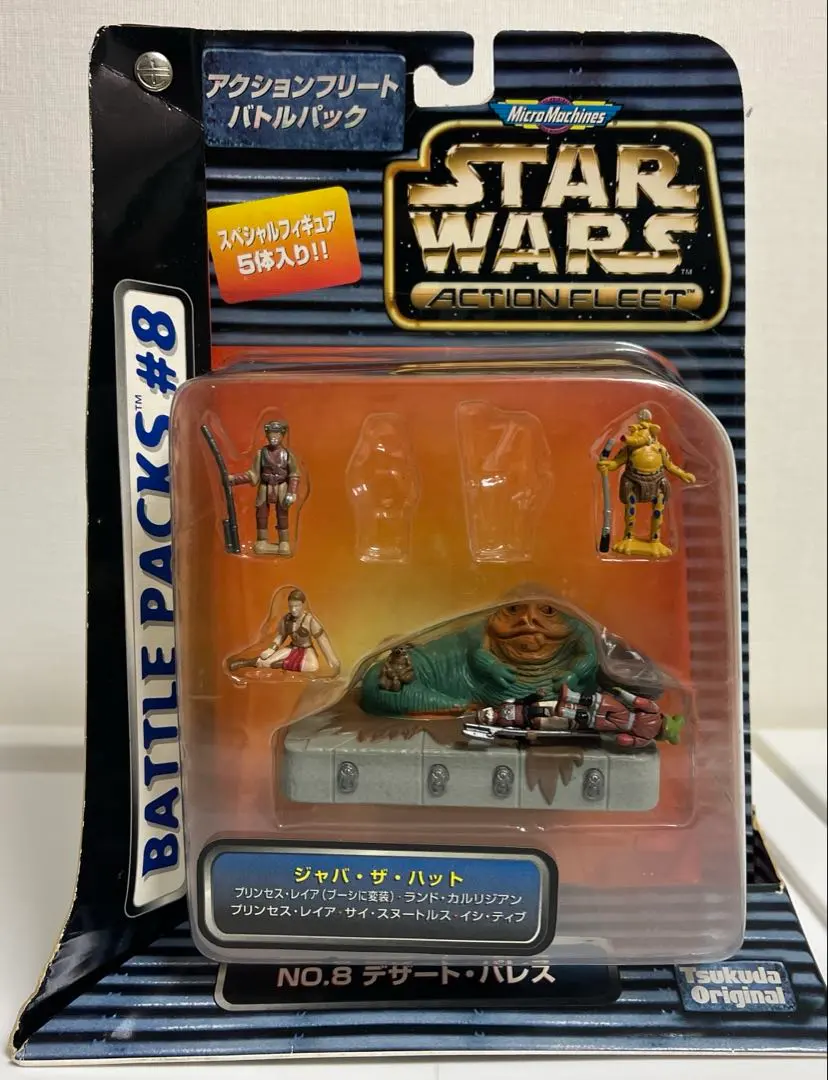 アクションフリート
バトルパック
MicroMachines
STAR
WARS
TM
ACTION FLEET™
スペシャルフィギュア
5体入り!!
BATTLE PACKS™ #8
ジャバ・ザ・ハット
プリンセス・レイア(ブーシに変装)・ランド・カルリジアン
プリンセス・レイア・サイ・スヌートルス・イシ・ティブ
NO.8 デザート・パレス
Tsukuda
Original